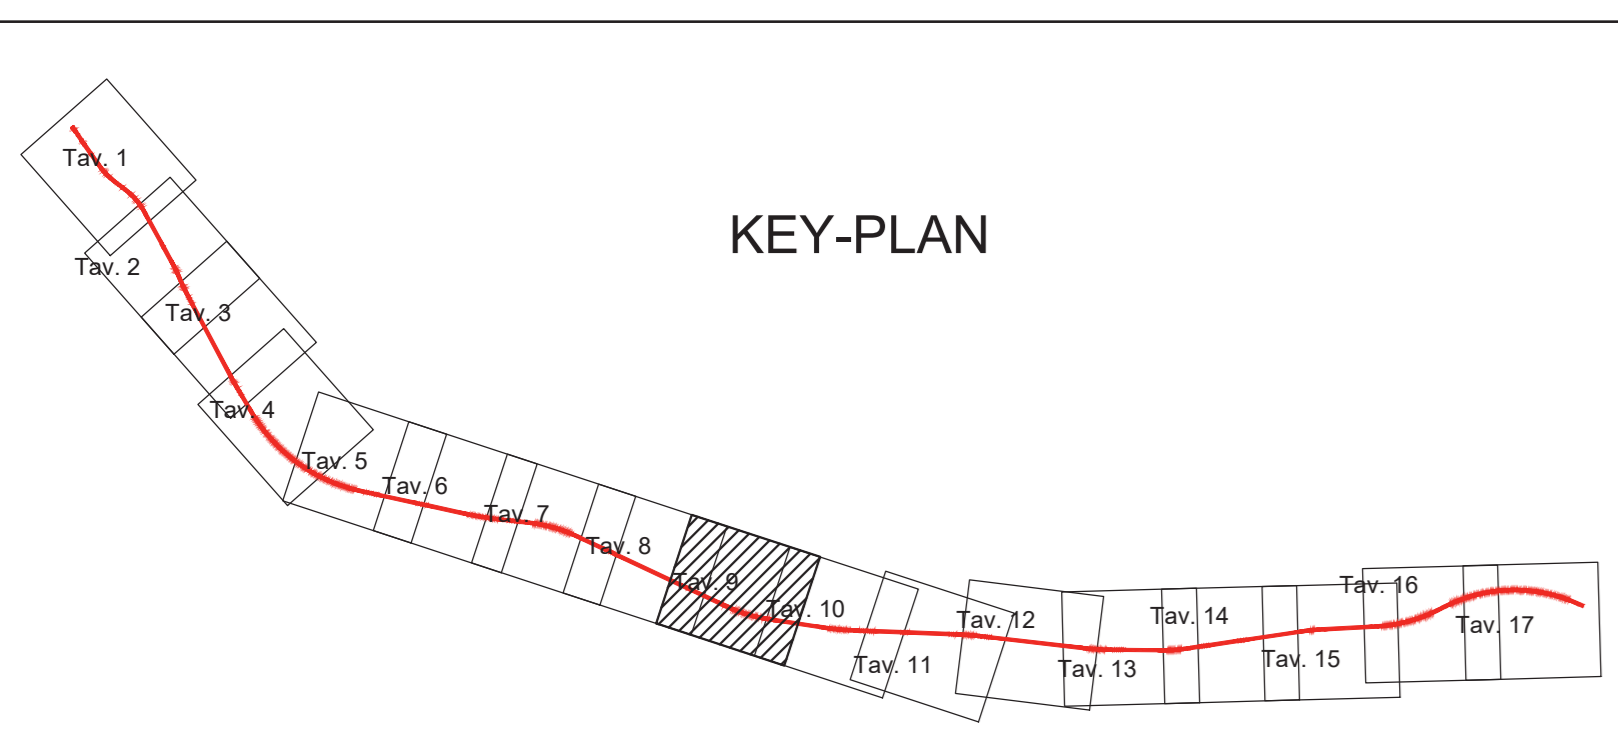 KEY-PLAN
Tav. 1
Tav. 2
Tav. 3
Tav. 4
Tav. 5
Tav. 6
Tav. 7
Tav. 8
Tav. 9
Tav. 10
Tav. 11
Tav. 12
Tav. 13
Tav. 14
Tav. 15
Tav. 16
Tav. 17